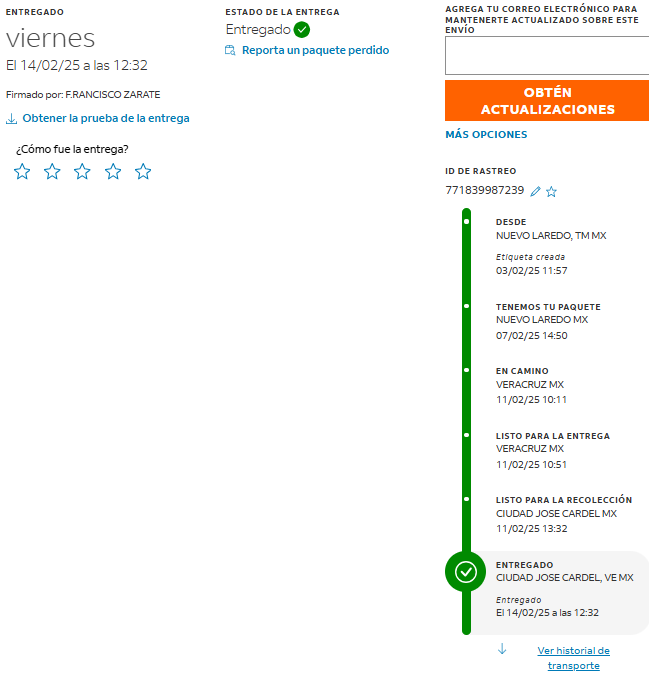 ENTREGADO
viernes
El 14/02/25 a las 12:32
Firmado por: F.RANCISCO ZARATE
Obtener la prueba de la entrega
¿Cómo fue la entrega?
ESTADO DE LA ENTREGA
Entregado
Reporta un paquete perdido
AGREGA TU CORREO ELECTRÓNICO PARA
MANTENERTE ACTUALIZADO SOBRE ESTE
ENVÍO
OBTÉN
ACTUALIZACIONES
MÁS OPCIONES
ID DE RASTREO
771839987239
DESDE
NUEVO LAREDO, TM MX
Etiqueta creada
03/02/25 11:57
TENEMOS TU PAQUETE
NUEVO LAREDO MX
07/02/25 14:50
EN CAMINO
VERACRUZ MX
11/02/25 10:11
LISTO PARA LA ENTREGA
VERACRUZ MX
11/02/25 10:51
LISTO PARA LA RECOLECCIÓN
CIUDAD JOSE CARDEL MX
11/02/25 13:32
ENTREGADO
CIUDAD JOSE CARDEL, VE MX
Entregado
El 14/02/25 a las 12:32
Ver historial de
transporte